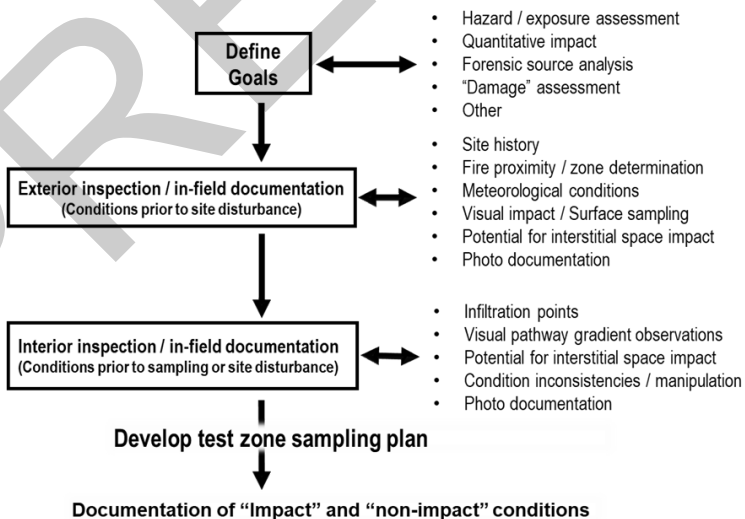 Define
Goals
• Hazard / exposure assessment
• Quantitative impact
• Forensic source analysis
• “Damage” assessment
• Other
Exterior inspection / in-field documentation
(Conditions prior to site disturbance)
• Site history
• Fire proximity / zone determination
• Meteorological conditions
• Visual impact / Surface sampling
• Potential for interstitial space impact
• Photo documentation
Interior inspection / in-field documentation
(Conditions prior to sampling or site disturbance)
• Infiltration points
• Visual pathway gradient observations
• Potential for interstitial space impact
• Condition inconsistencies / manipulation
• Photo documentation
Develop test zone sampling plan
Documentation of “Impact” and “non-impact” conditions